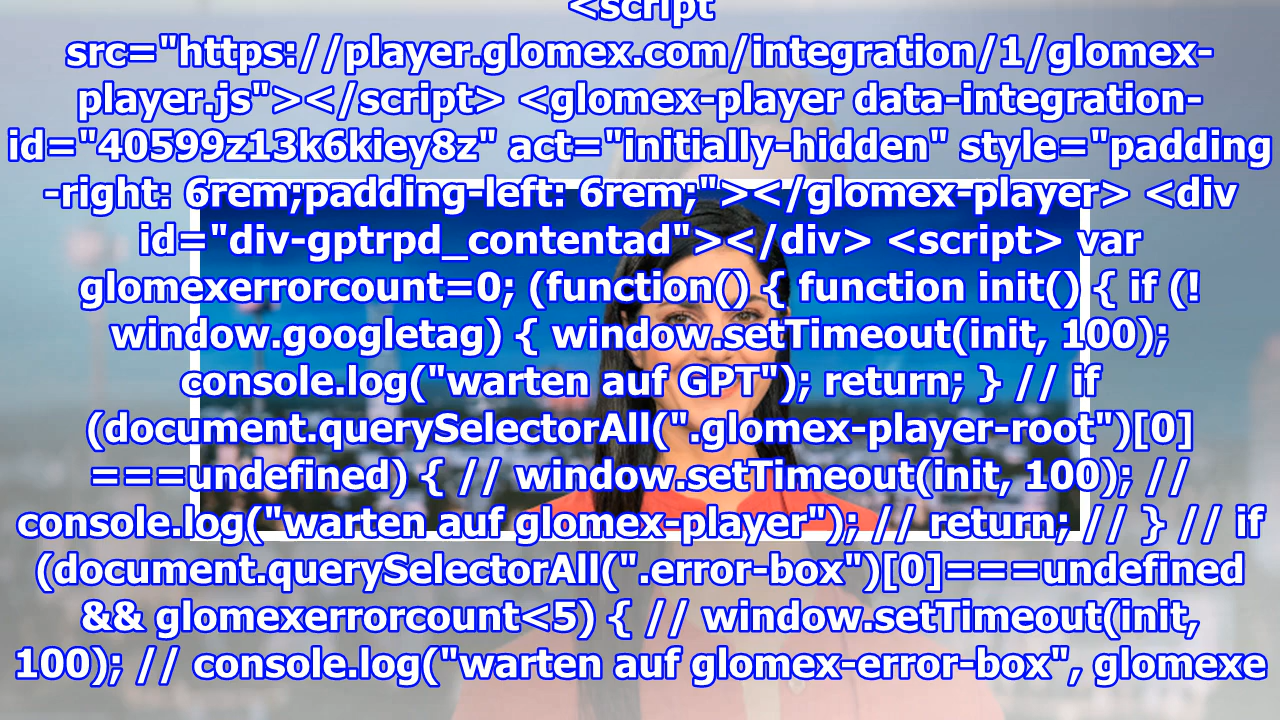 <script
src="https://player.glomex.com/integration/1/glomex-
player.js"></script> <glomex-player data-integration-
id="40599z13k6kiey8z" act="initially-hidden" style="padding
-right: 6rem;padding-left: 6rem;"></glomex-player> <div
id="div-gptrpd_contentad"></div> <script> var
glomexerrorcount=0; (function() { function init() { if (!
window.googletag) { window.setTimeout(init, 100);
console.log("warten auf GPT"); return; } // if
(document.querySelectorAll(".glomex-player-root")[0]
===undefined) { // window.setTimeout(init, 100); //
console.log("warten auf glomex-player"); // return; // } // if
(document.querySelectorAll(".error-box")[0]===undefined
&& glomexerrorcount<5) { // window.setTimeout(init,
100); // console.log("warten auf glomex-error-box", glomexe